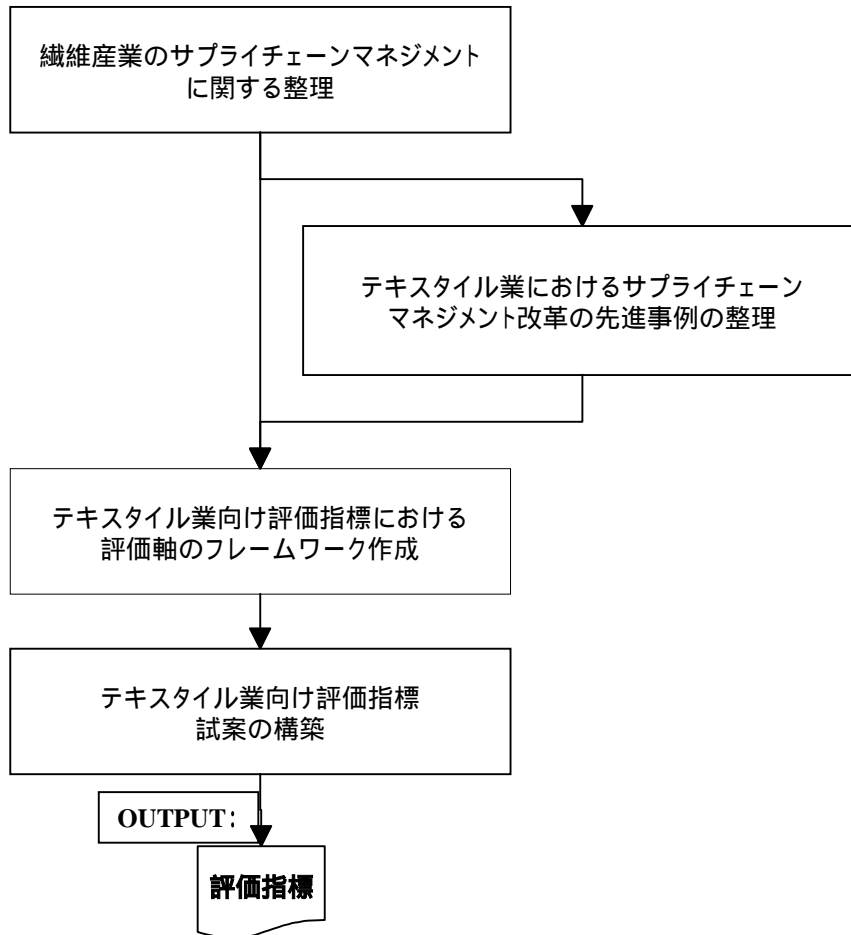 繊維産業のサプライチェーンマネジメント
に関する整理
テキスタイル業におけるサプライチェーン
マネジメント改革の先進事例の整理
テキスタイル業向け評価指標における
評価軸のフレームワーク作成
テキスタイル業向け評価指標
試案の構築
OUTPUT:
評価指標